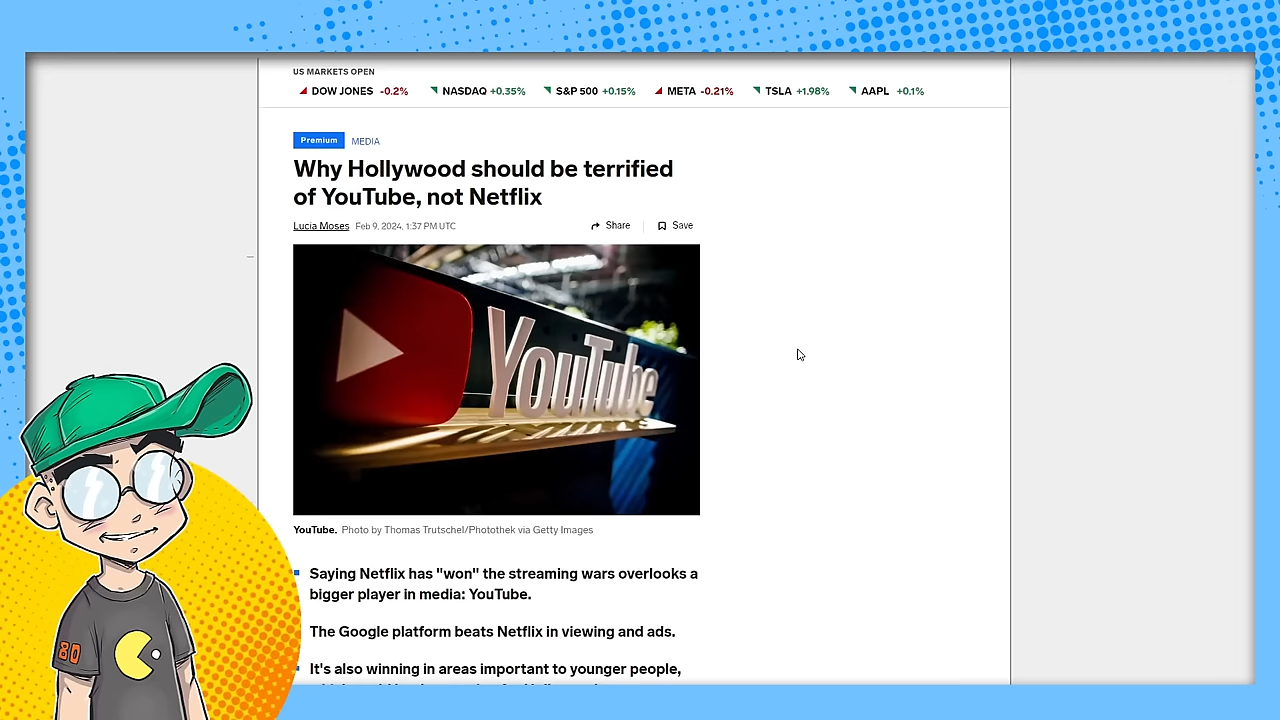 US MARKETS OPEN
DOW JONES -0.2% NASDAQ +0.35% S&P 500 +0.15% META -0.21% TSLA +1.98% AAPL +0.1%
Premium MEDIA
Why Hollywood should be terrified
of YouTube, not Netflix
Lucia Moses Feb 9, 2024, 1:37 PM UTC Share Save
YouTube
YouTube. Photo by Thomas Trutschel/Photothek via Getty Images
Saying Netflix has "won" the streaming wars overlooks a
bigger player in media: YouTube.
The Google platform beats Netflix in viewing and ads.
It's also winning in areas important to younger people,
80